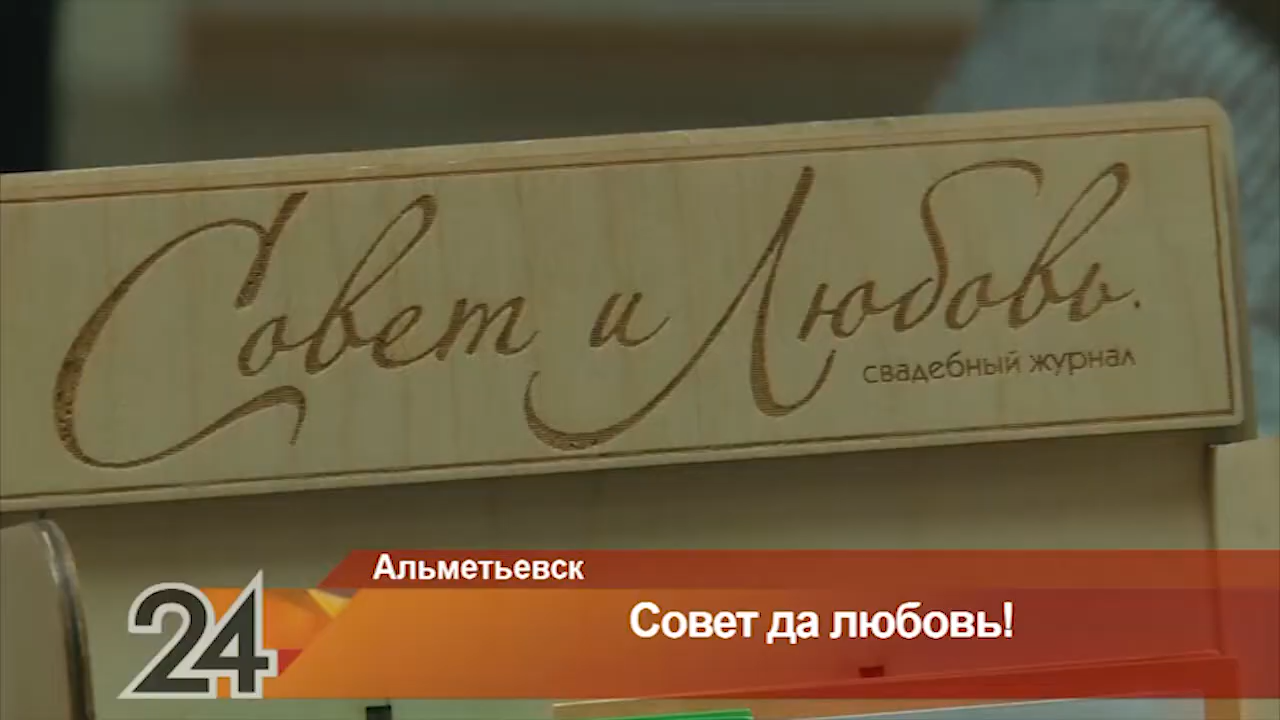 Совет и Любовь.
свадебный журнал
Альметьевск
24
Совет да любовь!